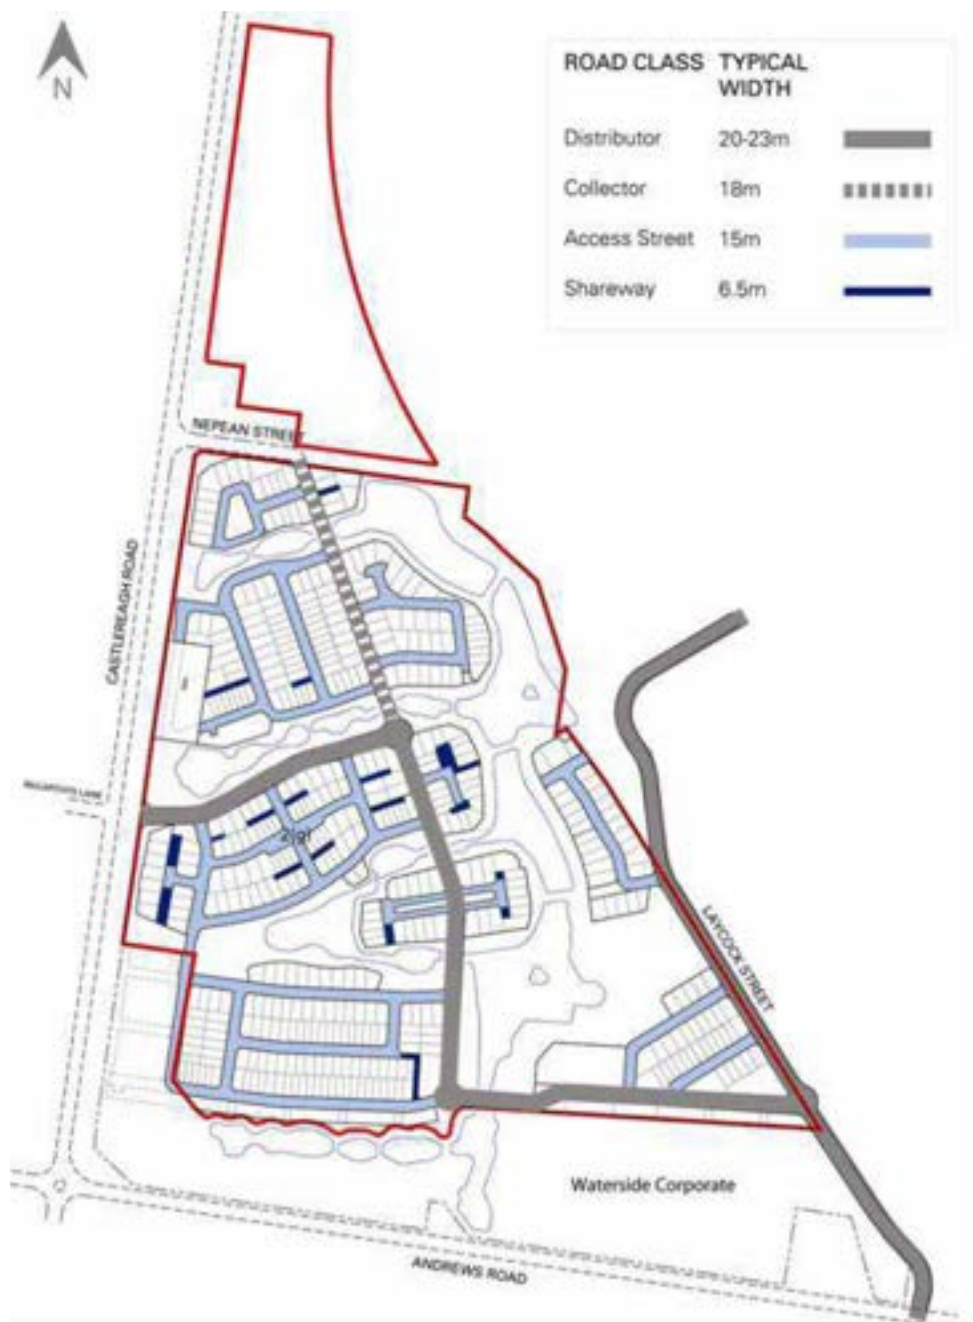 N
ROAD CLASS TYPICAL
WIDTH
Distributor 20-23m
Collector 18m
Access Street 15m
Shareway 6.5m
NEPEAN STREET
CASTLEREAGH ROAD
LAYCOCK STREET
Waterside Corporate
ANDREWS ROAD